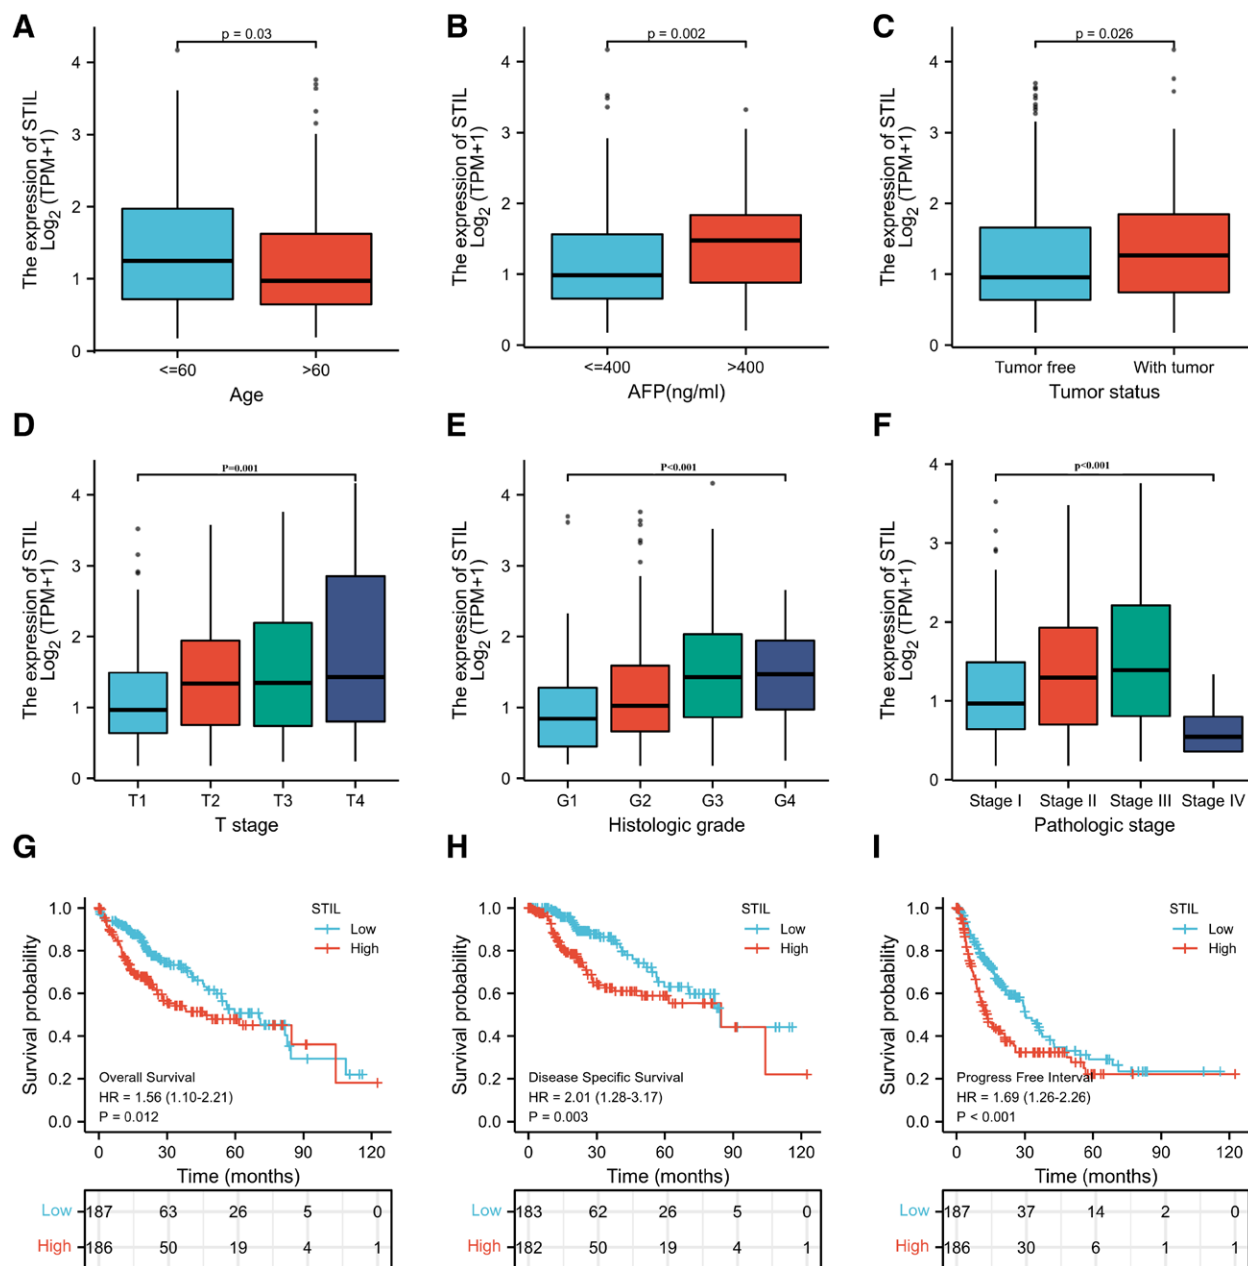 A
p = 0.03
The expression of STIL
Log2 (TPM+1)
4
3
2
1
0
<=60 >60
Age
B
p = 0.002
The expression of STIL
Log2 (TPM+1)
4
3
2
1
0
<=400 >400
AFP(ng/ml)
C
p = 0.026
The expression of STIL
Log2 (TPM+1)
4
3
2
1
0
Tumor free With tumor
Tumor status
D
P=0.001
The expression of STIL
Log2 (TPM+1)
4
3
2
1
0
T1 T2 T3 T4
T stage
E
P<0.001
The expression of STIL
Log2 (TPM+1)
4
3
2
1
0
G1 G2 G3 G4
Histologic grade
F
p<0.001
The expression of STIL
Log2 (TPM+1)
4
3
2
1
0
Stage I Stage II Stage III Stage IV
Pathologic stage
G
Survival probability
1.0
0.8
0.6
0.4
0.2
0.0
STIL
Low
High
Overall Survival
HR = 1.56 (1.10-2.21)
P = 0.012
0 30 60 90 120
Time (months)
Low 187 63 26 5 0
High 186 50 19 4 1
H
Survival probability
1.0
0.8
0.6
0.4
0.2
0.0
STIL
Low
High
Disease Specific Survival
HR = 2.01 (1.28-3.17)
P = 0.003
0 30 60 90 120
Time (months)
Low 183 62 26 5 0
High 182 50 19 4 1
I
Survival probability
1.0
0.8
0.6
0.4
0.2
0.0
STIL
Low
High
Progress Free Interval
HR = 1.69 (1.26-2.26)
P < 0.001
0 30 60 90 120
Time (months)
Low 187 37 14 2 0
High 186 30 6 1 1